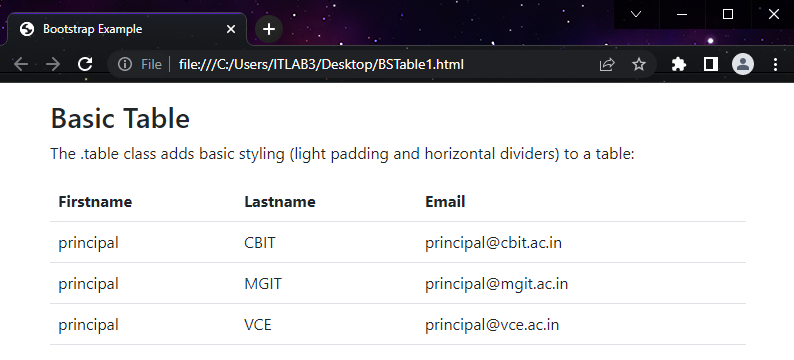 Bootstrap Example
File | file:///C:/Users/ITLAB3/Desktop/BSTable1.html
Basic Table
The .table class adds basic styling (light padding and horizontal dividers) to a table:
Firstname Lastname Email
principal CBIT principal@cbit.ac.in
principal MGIT principal@mgit.ac.in
principal VCE principal@vce.ac.in